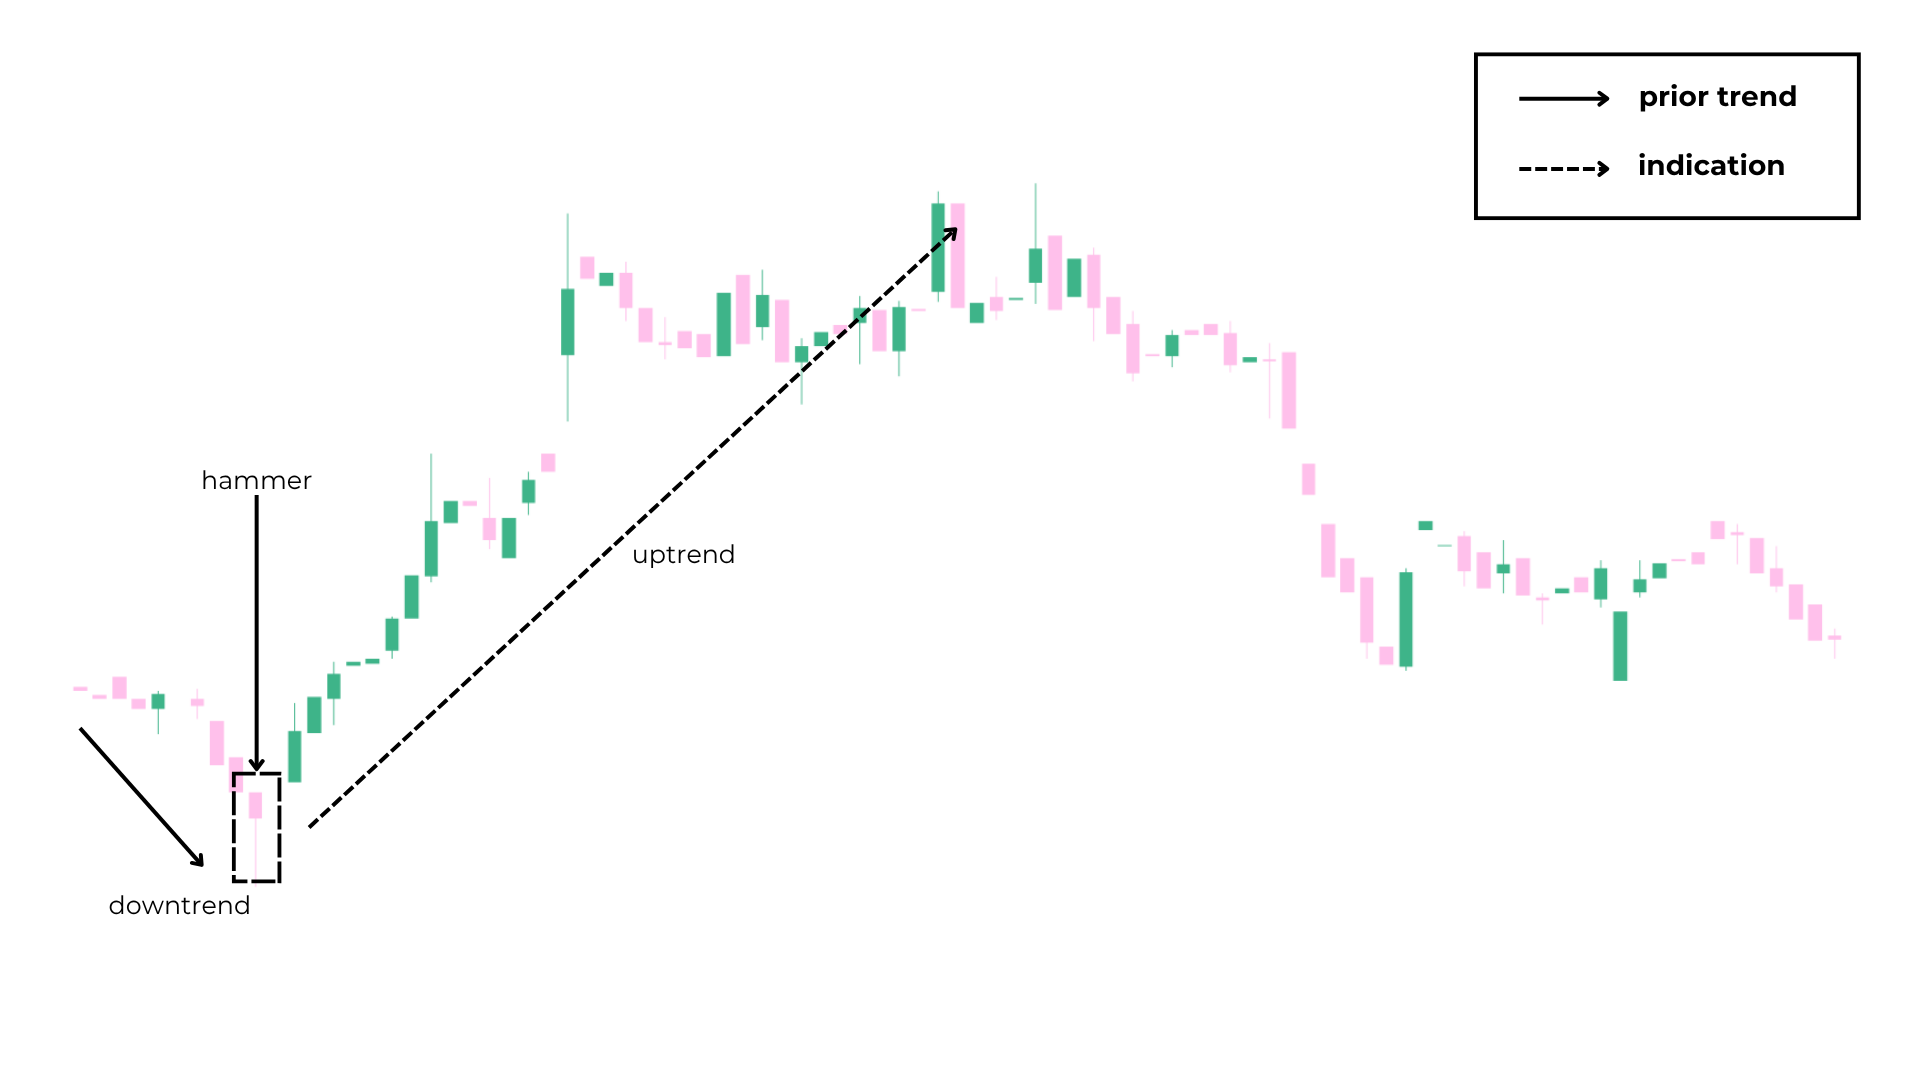 prior trend
indication
hammer
uptrend
downtrend